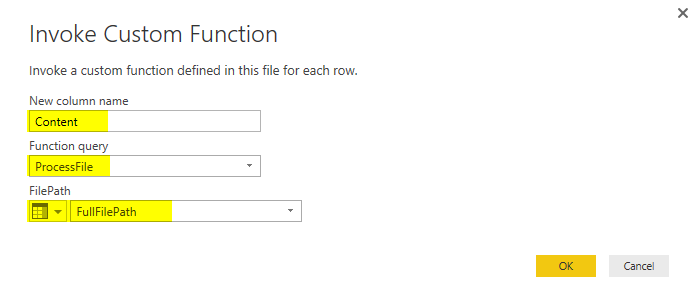 Invoke Custom Function
Invoke a custom function defined in this file for each row.
New column name
Content
Function query
ProcessFile
FilePath
FullFilePath
OK
Cancel